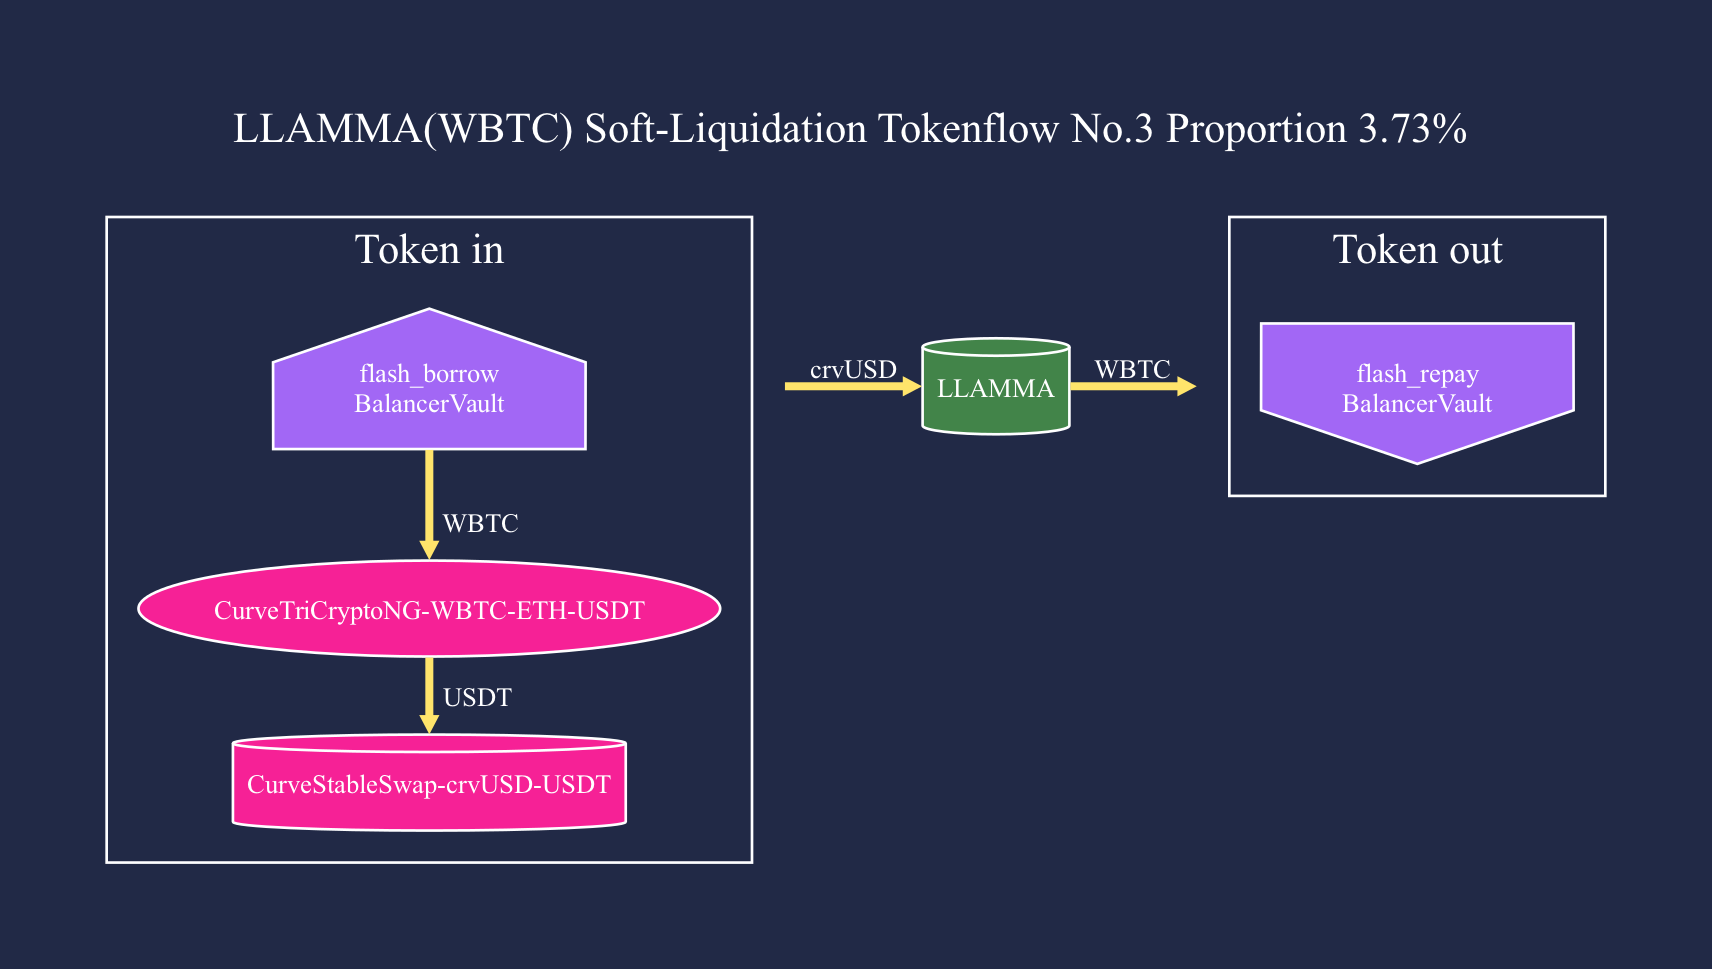 LLAMMA(WBTC) Soft-Liquidation Tokenflow No.3 Proportion 3.73%
Token in
flash_borrow
BalancerVault
WBTC
CurveTriCryptoNG-WBTC-ETH-USDT
USDT
CurveStableSwap-crvUSD-USDT
crvUSD
LLAMMA
WBTC
Token out
flash_repay
BalancerVault